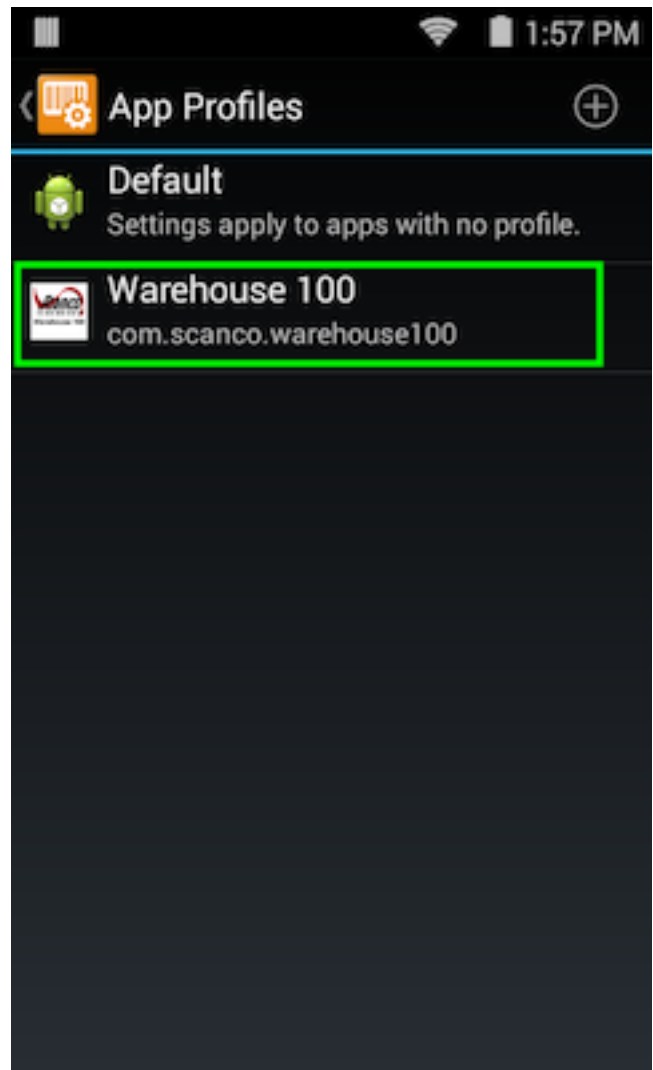 1:57 PM
App Profiles
Default
Settings apply to apps with no profile.
Warehouse 100
com.scanco.warehouse100